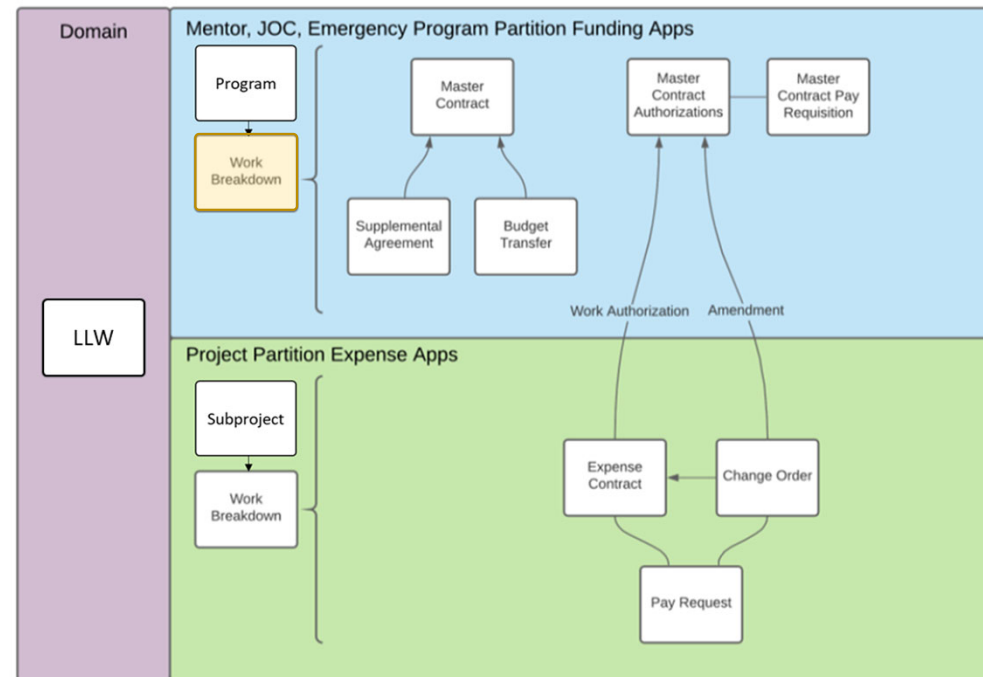 Domain
Mentor, JOC, Emergency Program Partition Funding Apps
Program
Work
Breakdown
Master
Contract
Master
Contract
Authorizations
Master
Contract Pay
Requisition
Supplemental
Agreement
Budget
Transfer
Work Authorization
Amendment
LLW
Project Partition Expense Apps
Subproject
Work
Breakdown
Expense
Contract
Change Order
Pay Request